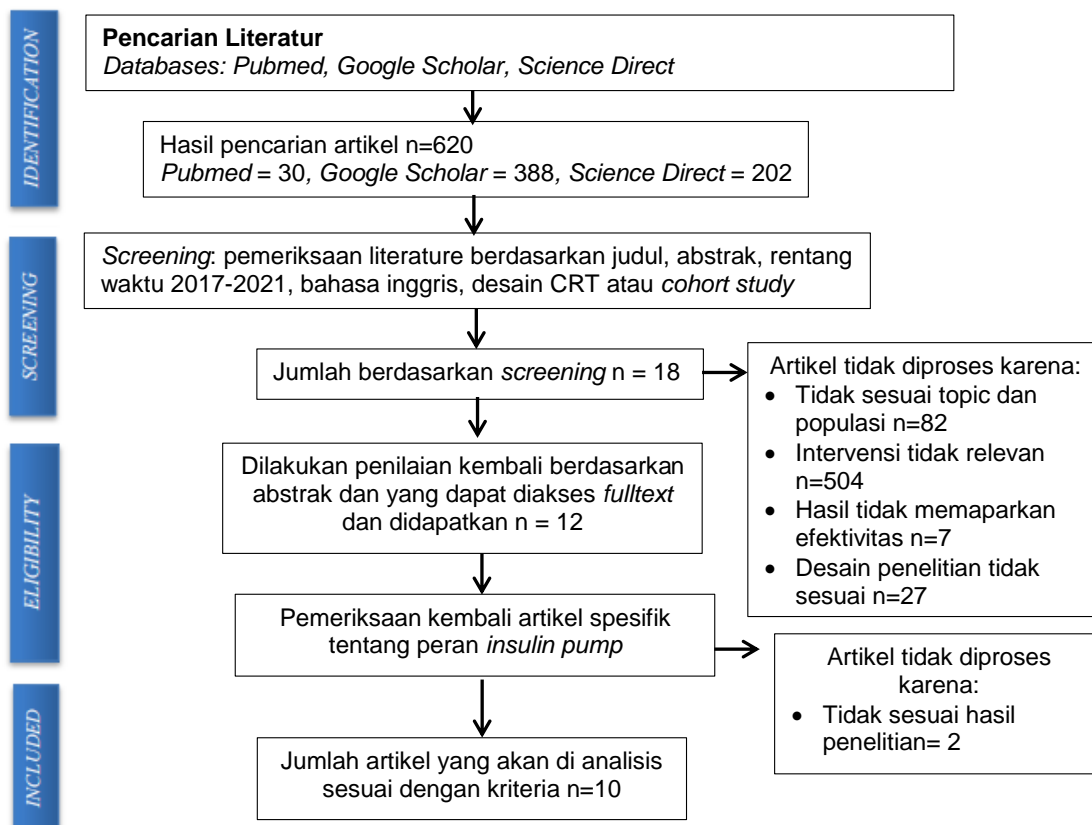 IDENTIFICATION
Pencarian Literatur
Databases: Pubmed, Google Scholar, Science Direct
Hasil pencarian artikel n=620
Pubmed = 30, Google Scholar = 388, Science Direct = 202
SCREENING
Screening: pemeriksaan literature berdasarkan judul, abstrak, rentang
waktu 2017-2021, bahasa inggris, desain CRT atau cohort study
Jumlah berdasarkan screening n = 18
Artikel tidak diproses karena:
• Tidak sesuai topic dan
populasi n=82
• Intervensi tidak relevan
n=504
• Hasil tidak memaparkan
efektivitas n=7
• Desain penelitian tidak
sesuai n=27
ELIGIBILITY
Dilakukan penilaian kembali berdasarkan
abstrak dan yang dapat diakses fulltext
dan didapatkan n = 12
Pemeriksaan kembali artikel spesifik
tentang peran insulin pump
Artikel tidak diproses
karena:
• Tidak sesuai hasil
penelitian= 2
INCLUDED
Jumlah artikel yang akan di analisis
sesuai dengan kriteria n=10